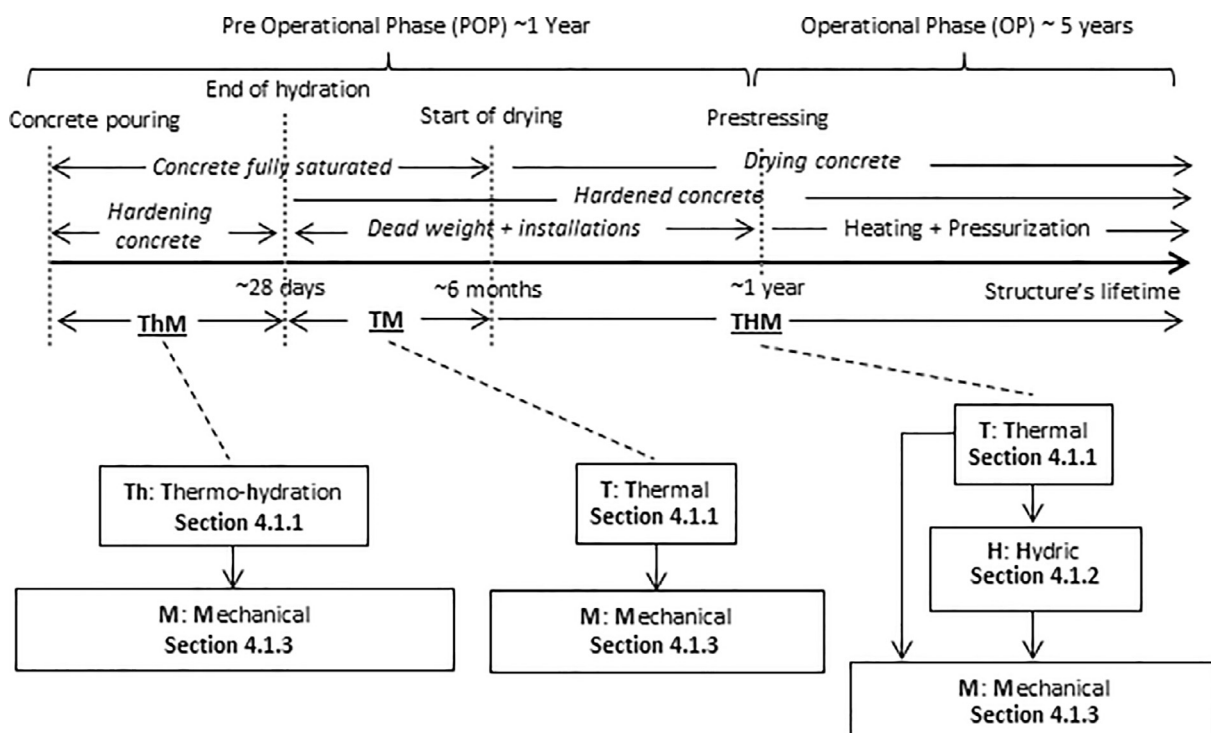 Pre Operational Phase (POP) ~1 Year
Operational Phase (OP) ~ 5 years
End of hydration
Concrete pouring
Start of drying
Prestressing
Concrete fully saturated
Drying concrete
Hardened concrete
Hardening
concrete
Dead weight + installations
Heating + Pressurization
~28 days
~6 months
~1 year
Structure's lifetime
ThM
TM
THM
Th: Thermo-hydration
Section 4.1.1
M: Mechanical
Section 4.1.3
T: Thermal
Section 4.1.1
M: Mechanical
Section 4.1.3
T: Thermal
Section 4.1.1
H: Hydric
Section 4.1.2
M: Mechanical
Section 4.1.3